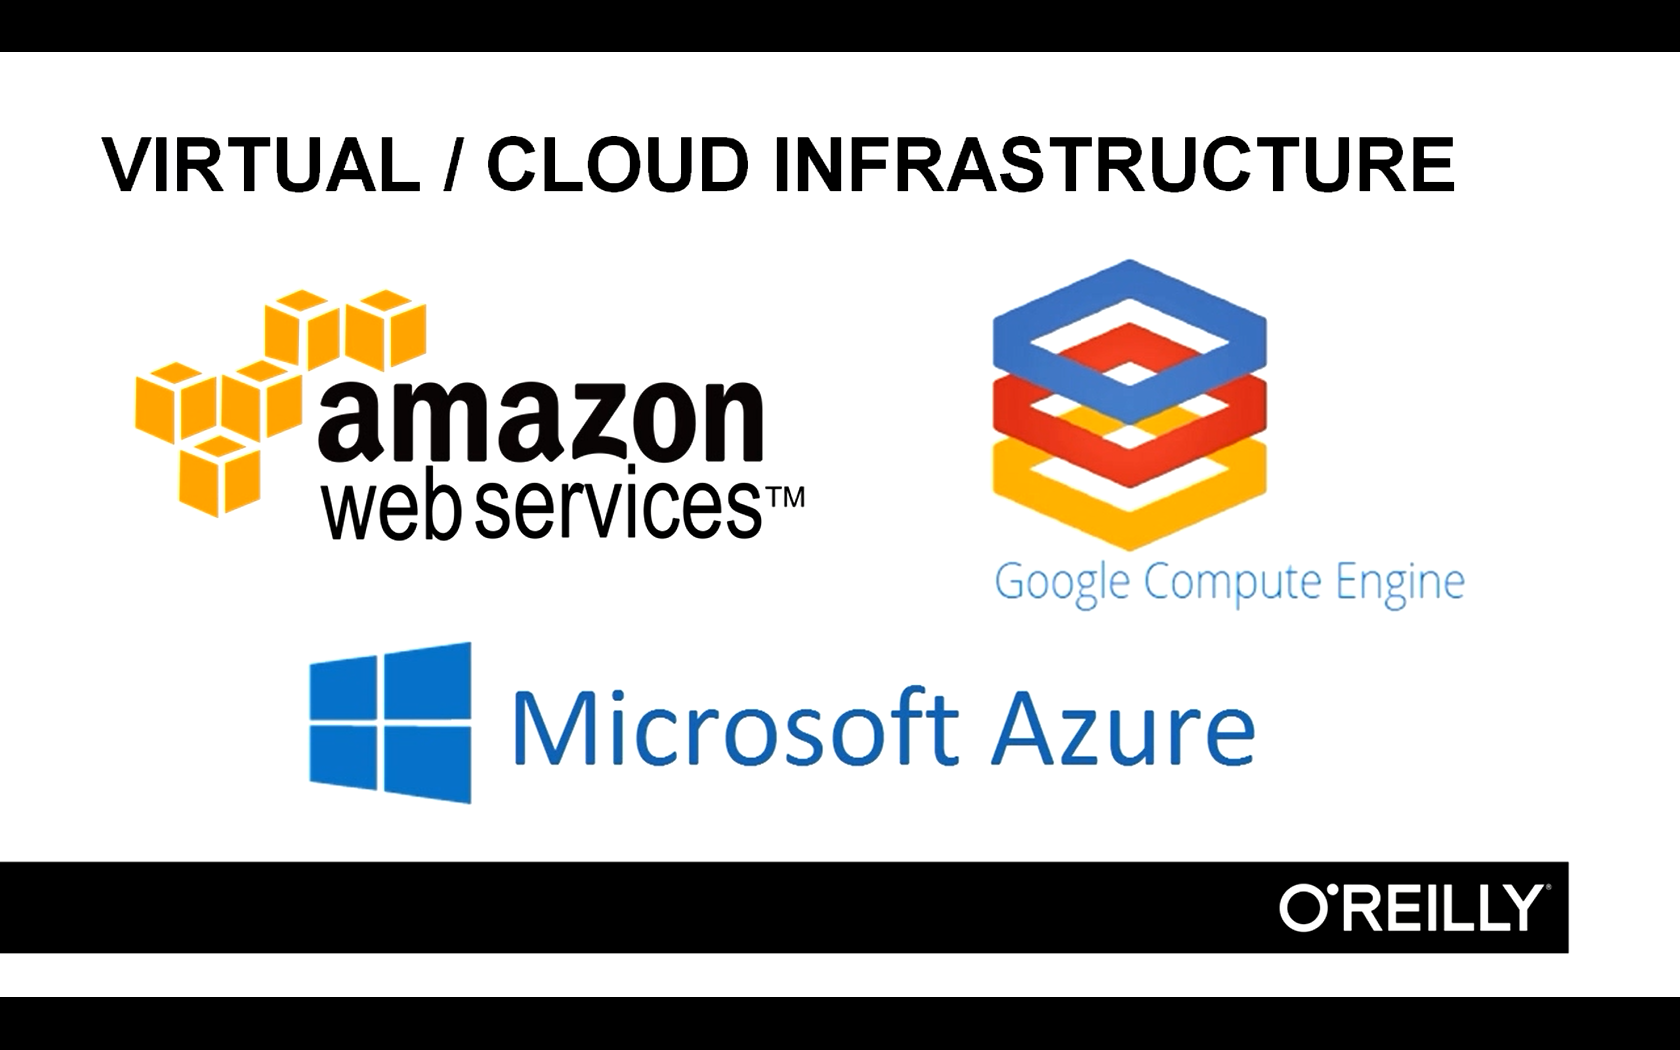 VIRTUAL / CLOUD INFRASTRUCTURE
amazon
web services™
Google Compute Engine
Microsoft Azure
O'REILLY®